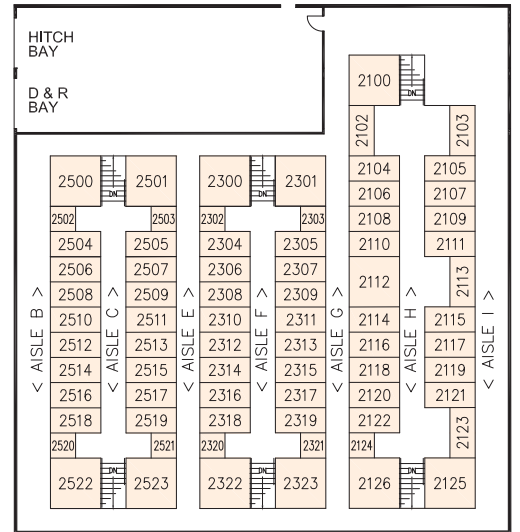 HITCH
BAY
D & R
BAY
2100
DN
2102 2103
2500 2501 2300 2301 2104 2105
DN DN
2106 2107
2502 2503 2302 2303 2108 2109
2504 2505 2304 2305 2110 2111
2506 2507 2306 2307 2112 2113
2508 2509 2308 2309
2510 2511 2310 2311 2114 2115
2512 2513 2312 2313 2116 2117
2514 2515 2314 2315 2118 2119
2516 2517 2316 2317 2120 2121
2518 2519 2318 2319 2122 2123
2520 2521 2320 2321 2124
2522 2523 2322 2323 2126 2125
DN DN DN
< AISLE B >
< AISLE C >
< AISLE E >
< AISLE F >
< AISLE G >
< AISLE H >
< AISLE I >